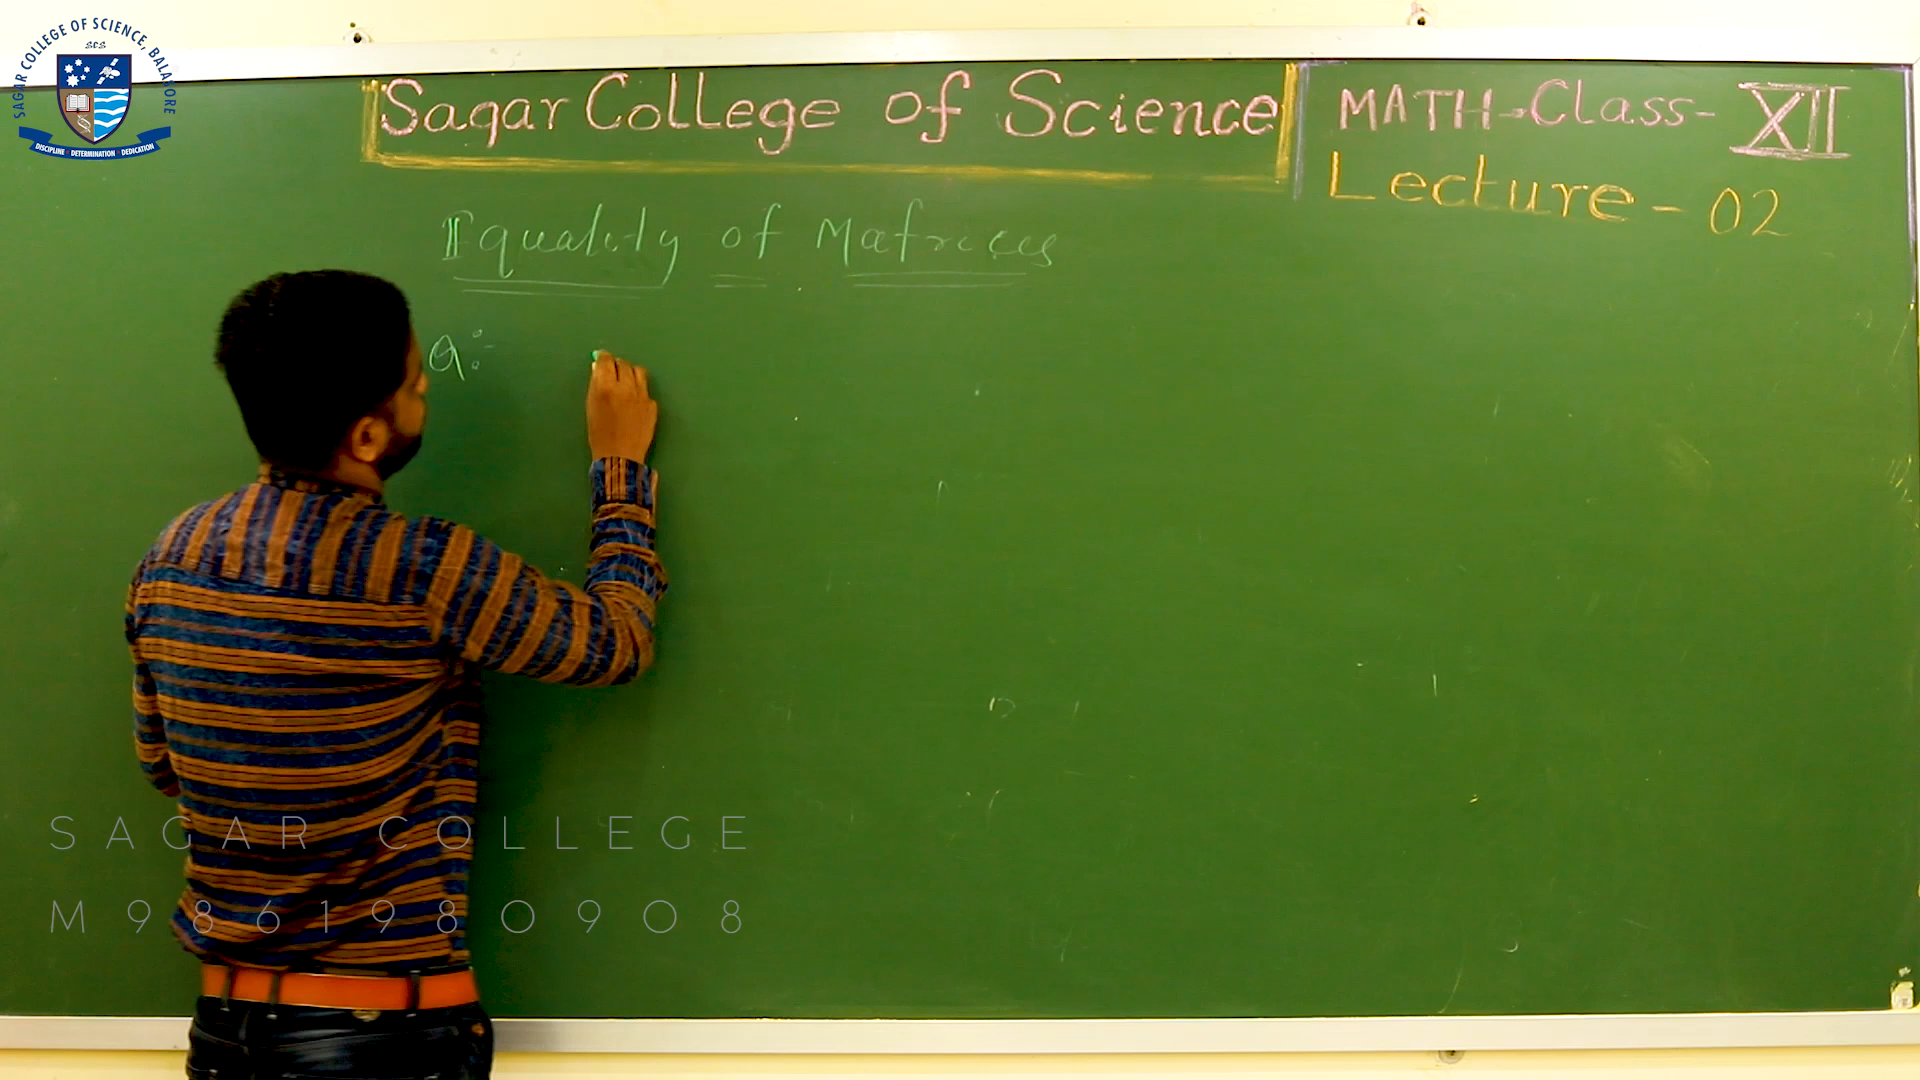 SAGAR COLLEGE OF SCIENCE, BALASORE
SCS
DISCIPLINE DETERMINATION DEDICATION
Sagar College of Science
MATH-Class-XII
Lecture-02
Equality of Matrices
Q:-
SAGAR COLLEGE
M9861980908